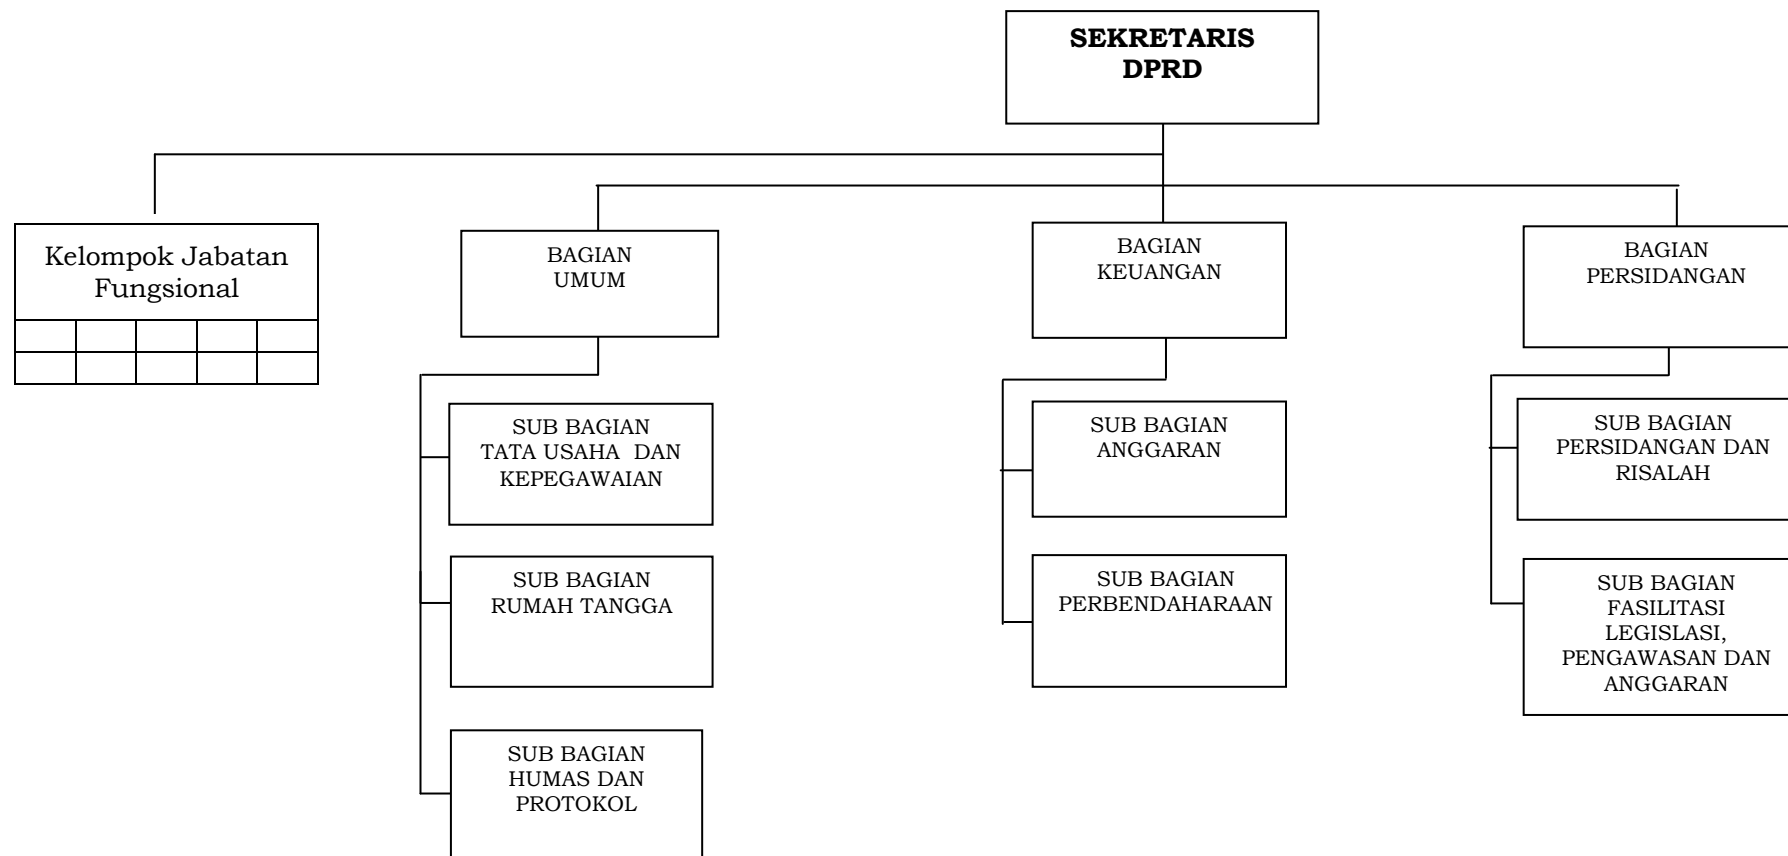 SEKRETARIS
DPRD
Kelompok Jabatan
Fungsional
BAGIAN
UMUM
BAGIAN
KEUANGAN
BAGIAN
PERSIDANGAN
SUB BAGIAN
TATA USAHA  DAN
KEPEGAWAIAN
SUB BAGIAN
RUMAH TANGGA
SUB BAGIAN
HUMAS DAN
PROTOKOL
SUB BAGIAN
ANGGARAN
SUB BAGIAN
PERBENDAHARAAN
SUB BAGIAN
PERSIDANGAN DAN
RISALAH
SUB BAGIAN
FASILITASI
LEGISLASI,
PENGAWASAN DAN
ANGGARAN